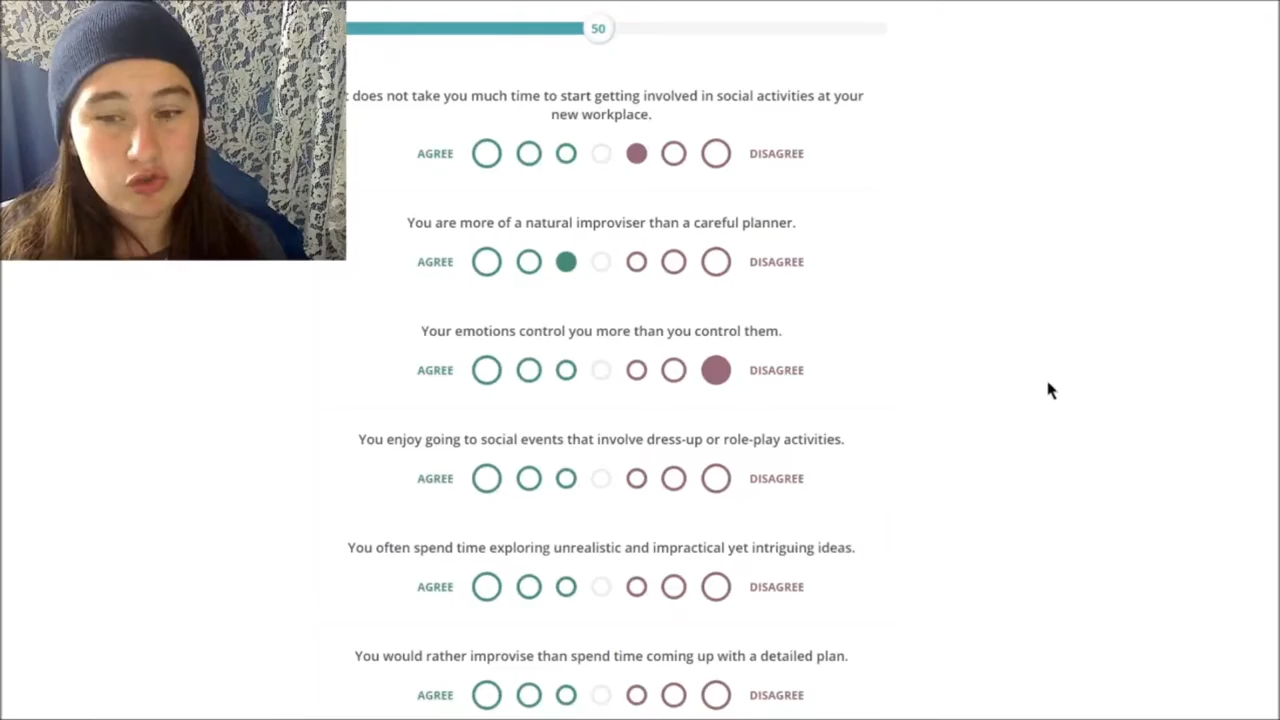 50
does not take you much time to start getting involved in social activities at your
new workplace.
AGREE DISAGREE
You are more of a natural improviser than a careful planner.
AGREE DISAGREE
Your emotions control you more than you control them.
AGREE DISAGREE
You enjoy going to social events that involve dress-up or role-play activities.
AGREE DISAGREE
You often spend time exploring unrealistic and impractical yet intriguing ideas.
AGREE DISAGREE
You would rather improvise than spend time coming up with a detailed plan.
AGREE DISAGREE